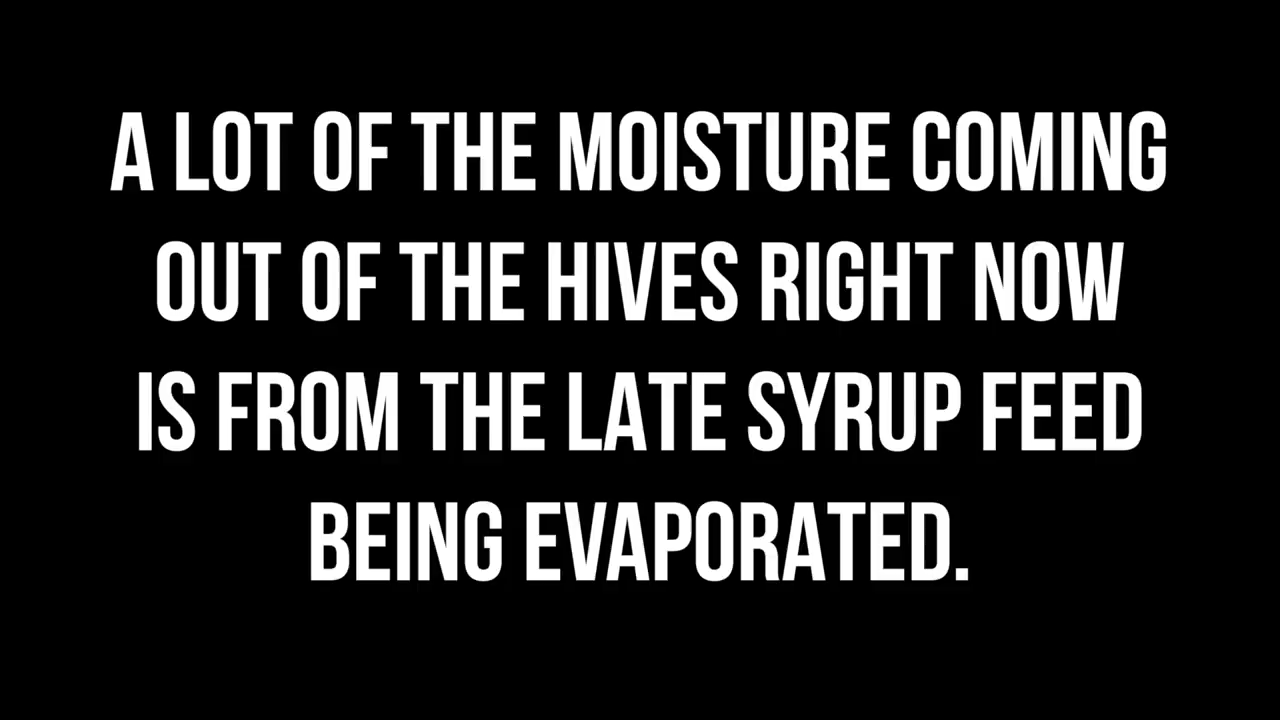 A LOT OF THE MOISTURE COMING
OUT OF THE HIVES RIGHT NOW
IS FROM THE LATE SYRUP FEED
BEING EVAPORATED.